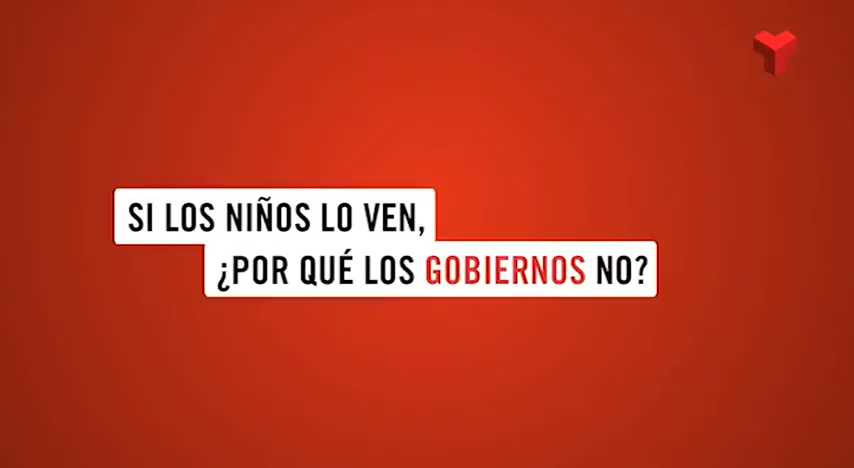 SI LOS NIÑOS LO VEN,
¿POR QUÉ LOS GOBIERNOS NO?